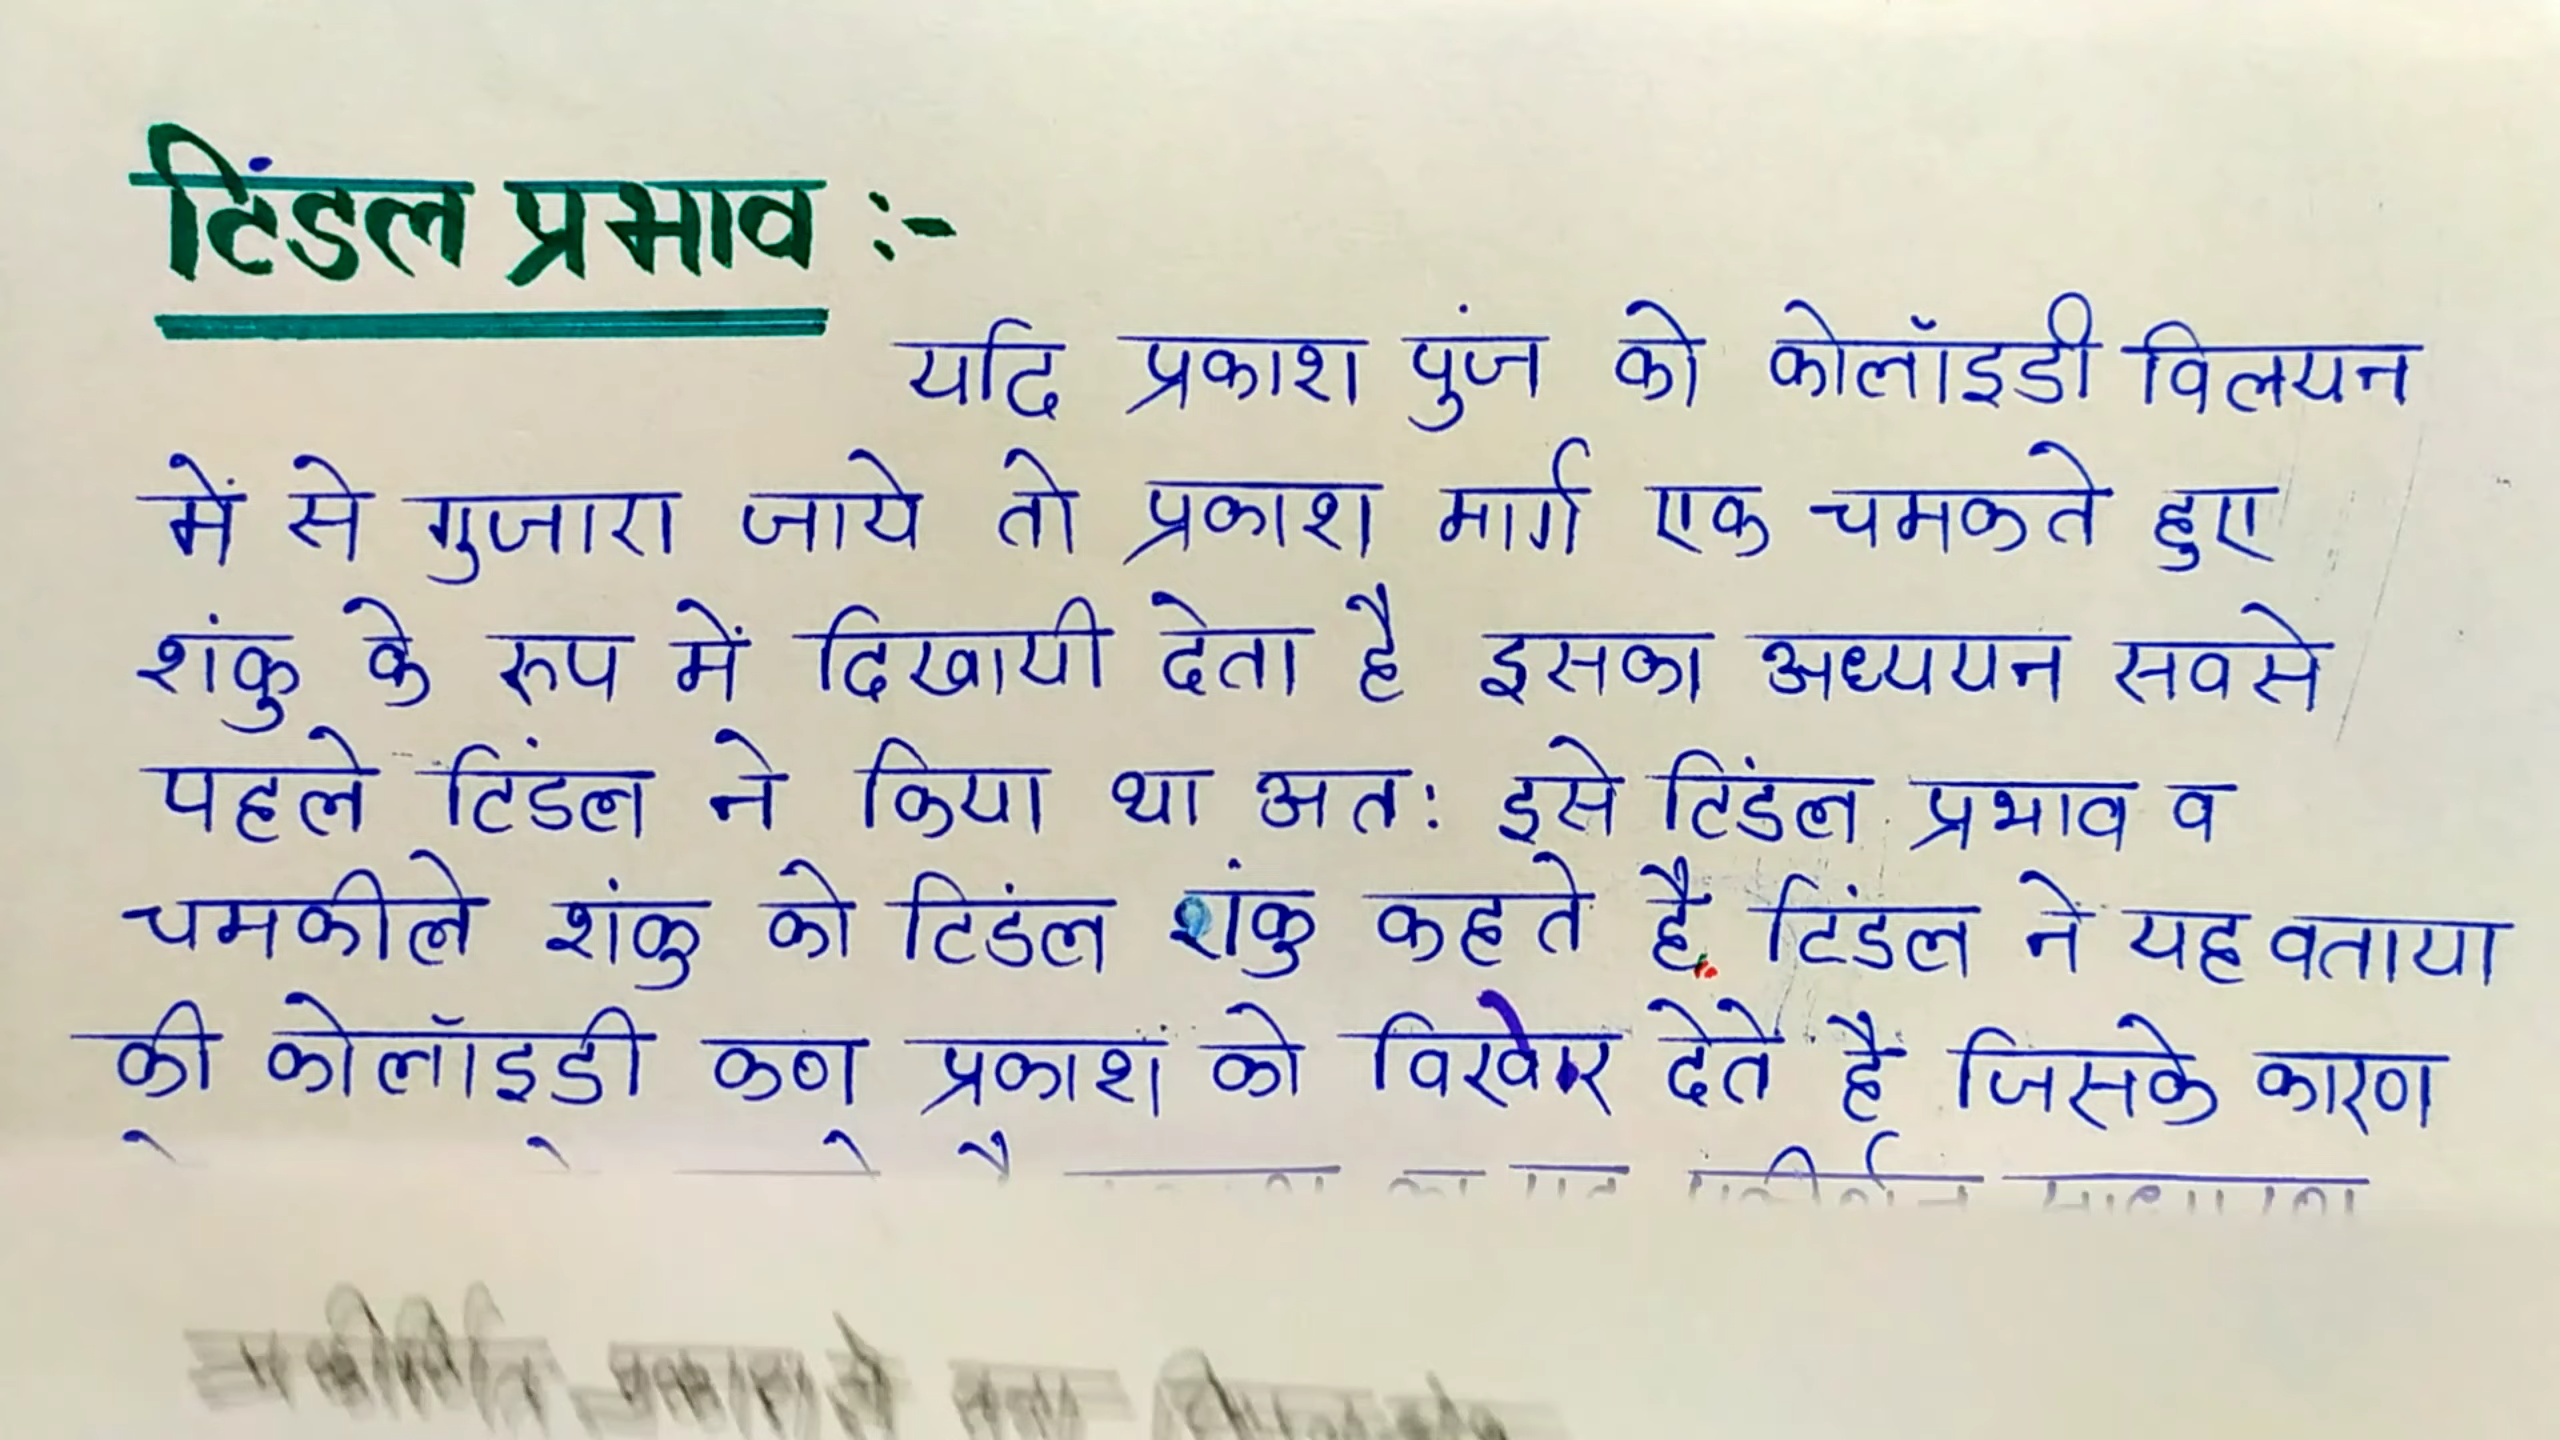 टिंडल प्रभाव :-
यदि प्रकाश पुंज को कोलॉइडी विलयन
में से गुजारा जाये तो प्रकाश मार्ग एक चमकते हुए
शंकु के रूप में दिखायी देता है इसका अध्ययन सवसे
पहले टिंडल ने किया था अत: इसे टिंडल प्रभाव व
चमकीले शंकु को टिडंल शंकु कहते है. टिंडल ने यह वताया
की कोलॉइडी कण प्रकाश को विखेर देते है जिसके कारण